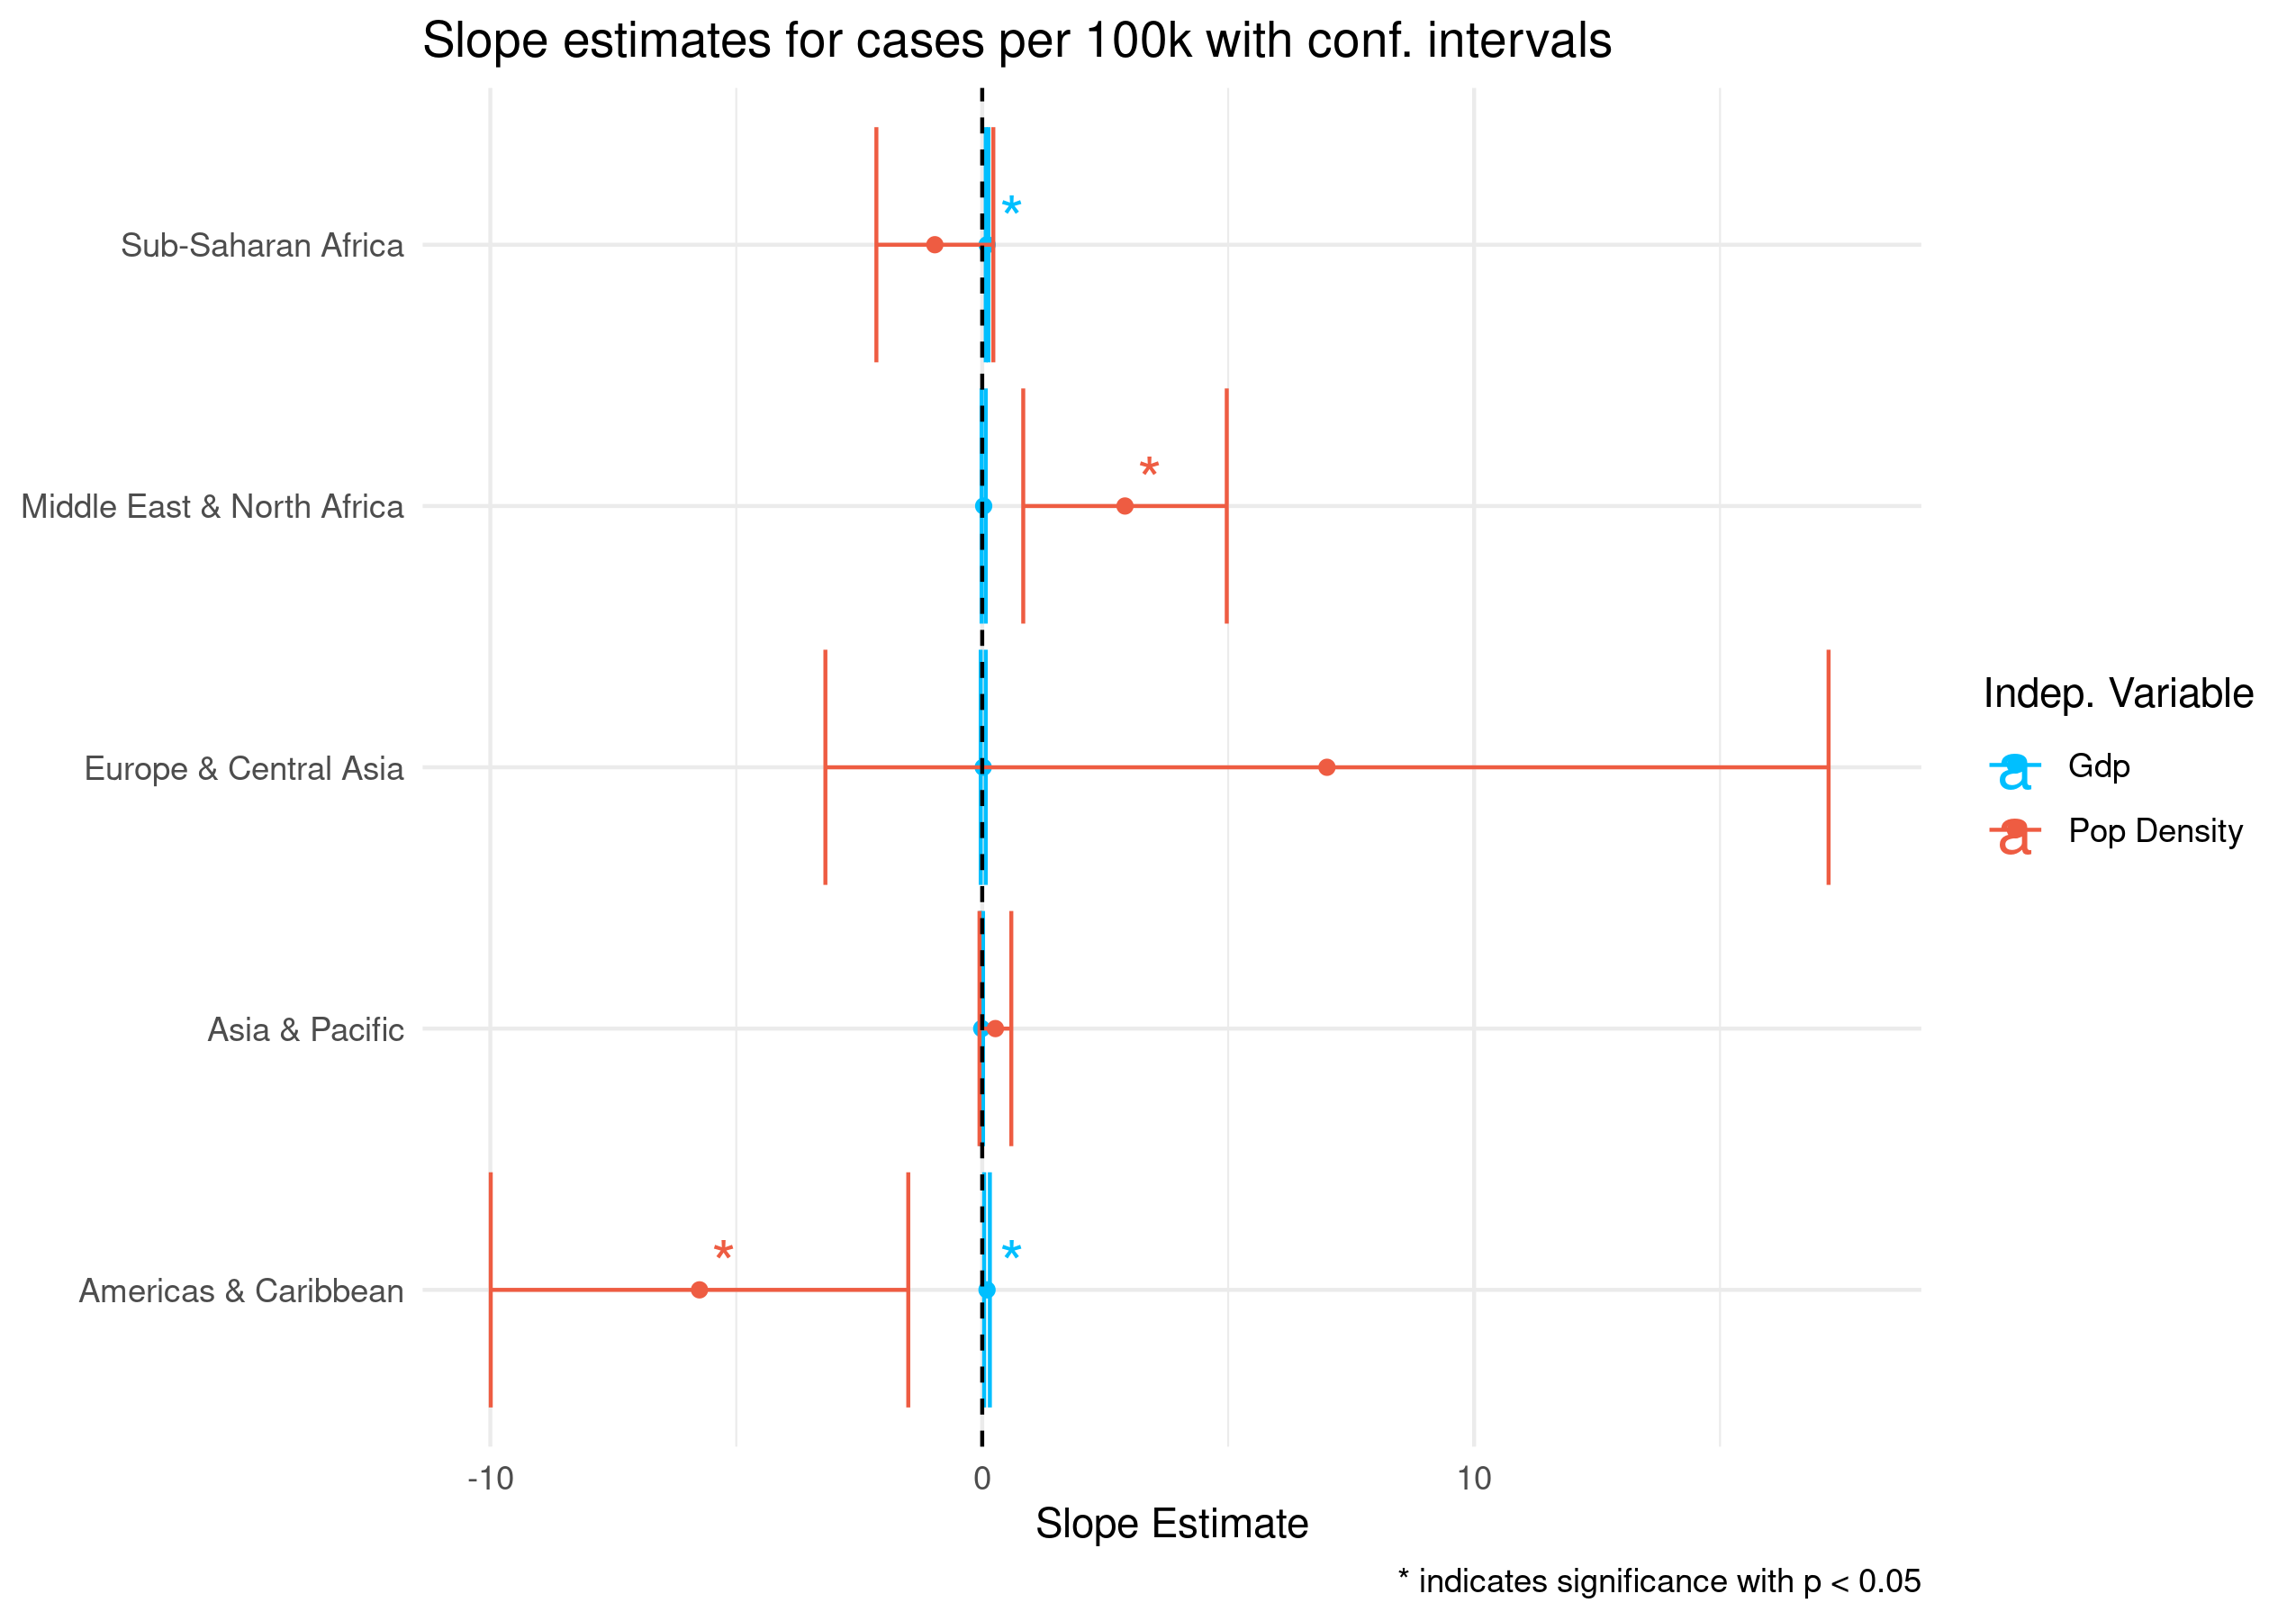 Slope estimates for cases per 100k with conf. intervals
Sub-Saharan Africa
*
Middle East & North Africa
*
Europe & Central Asia
Asia & Pacific
Americas & Caribbean
* *
-10 0 10
Slope Estimate
* indicates significance with p < 0.05
Indep. Variable
a Gdp
a Pop Density